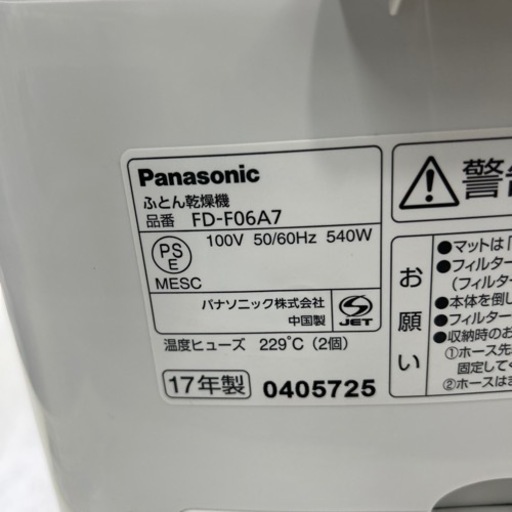 Panasonic
ふとん乾燥機
品番 FD-F06A7
100V 50/60Hz 540W
PS
E
MESC
パナソニック株式会社
中国製
JET
温度ヒューズ 229℃(2個)
17年製 0405725
警
お願い
●マットは「
●フィルター
(フィルタ
●本体を倒し
●フィルター
●収納時のお
①ホース先
固定して
②ホースは